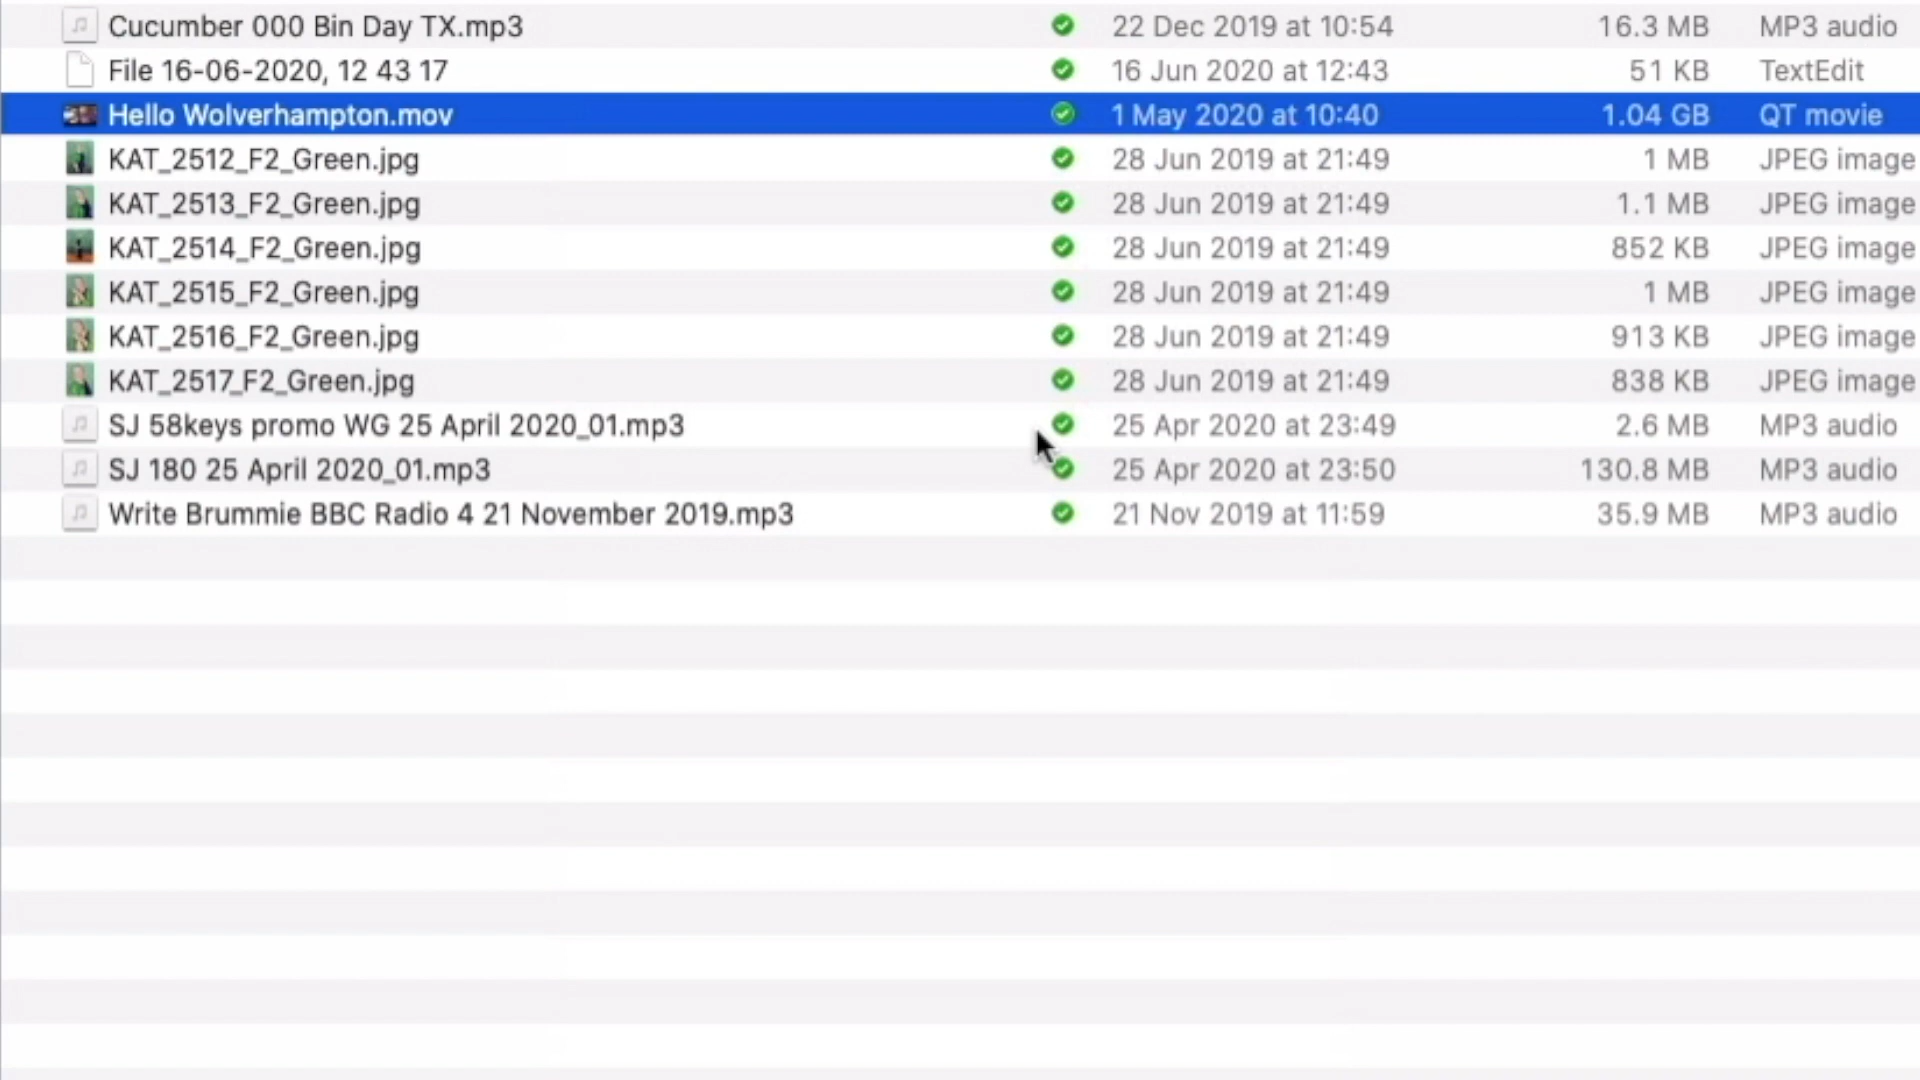 Cucumber 000 Bin Day TX.mp3 22 Dec 2019 at 10:54 16.3 MB MP3 audio
File 16-06-2020, 12 43 17 16 Jun 2020 at 12:43 51 KB TextEdit
Hello Wolverhampton.mov 1 May 2020 at 10:40 1.04 GB QT movie
KAT_2512_F2_Green.jpg 28 Jun 2019 at 21:49 1 MB JPEG image
KAT_2513_F2_Green.jpg 28 Jun 2019 at 21:49 1.1 MB JPEG image
KAT_2514_F2_Green.jpg 28 Jun 2019 at 21:49 852 KB JPEG image
KAT_2515_F2_Green.jpg 28 Jun 2019 at 21:49 1 MB JPEG image
KAT_2516_F2_Green.jpg 28 Jun 2019 at 21:49 913 KB JPEG image
KAT_2517_F2_Green.jpg 28 Jun 2019 at 21:49 838 KB JPEG image
SJ 58keys promo WG 25 April 2020_01.mp3 25 Apr 2020 at 23:49 2.6 MB MP3 audio
SJ 180 25 April 2020_01.mp3 25 Apr 2020 at 23:50 130.8 MB MP3 audio
Write Brummie BBC Radio 4 21 November 2019.mp3 21 Nov 2019 at 11:59 35.9 MB MP3 audio